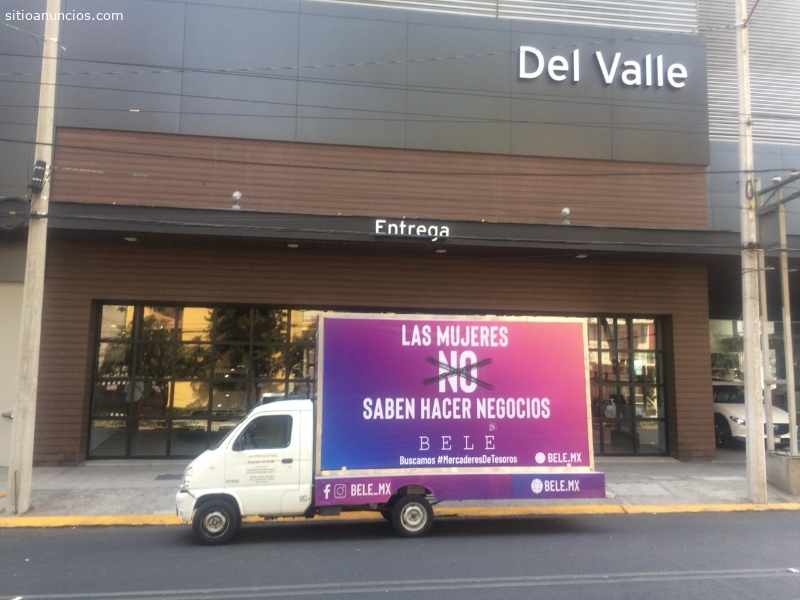 sitioanuncios.com
Del Valle
Entrega
LAS MUJERES
NO
SABEN HACER NEGOCIOS
BELE
Buscamos #MercaderesDeTesoros
BELE.MX
BELE_MX
BELE.MX